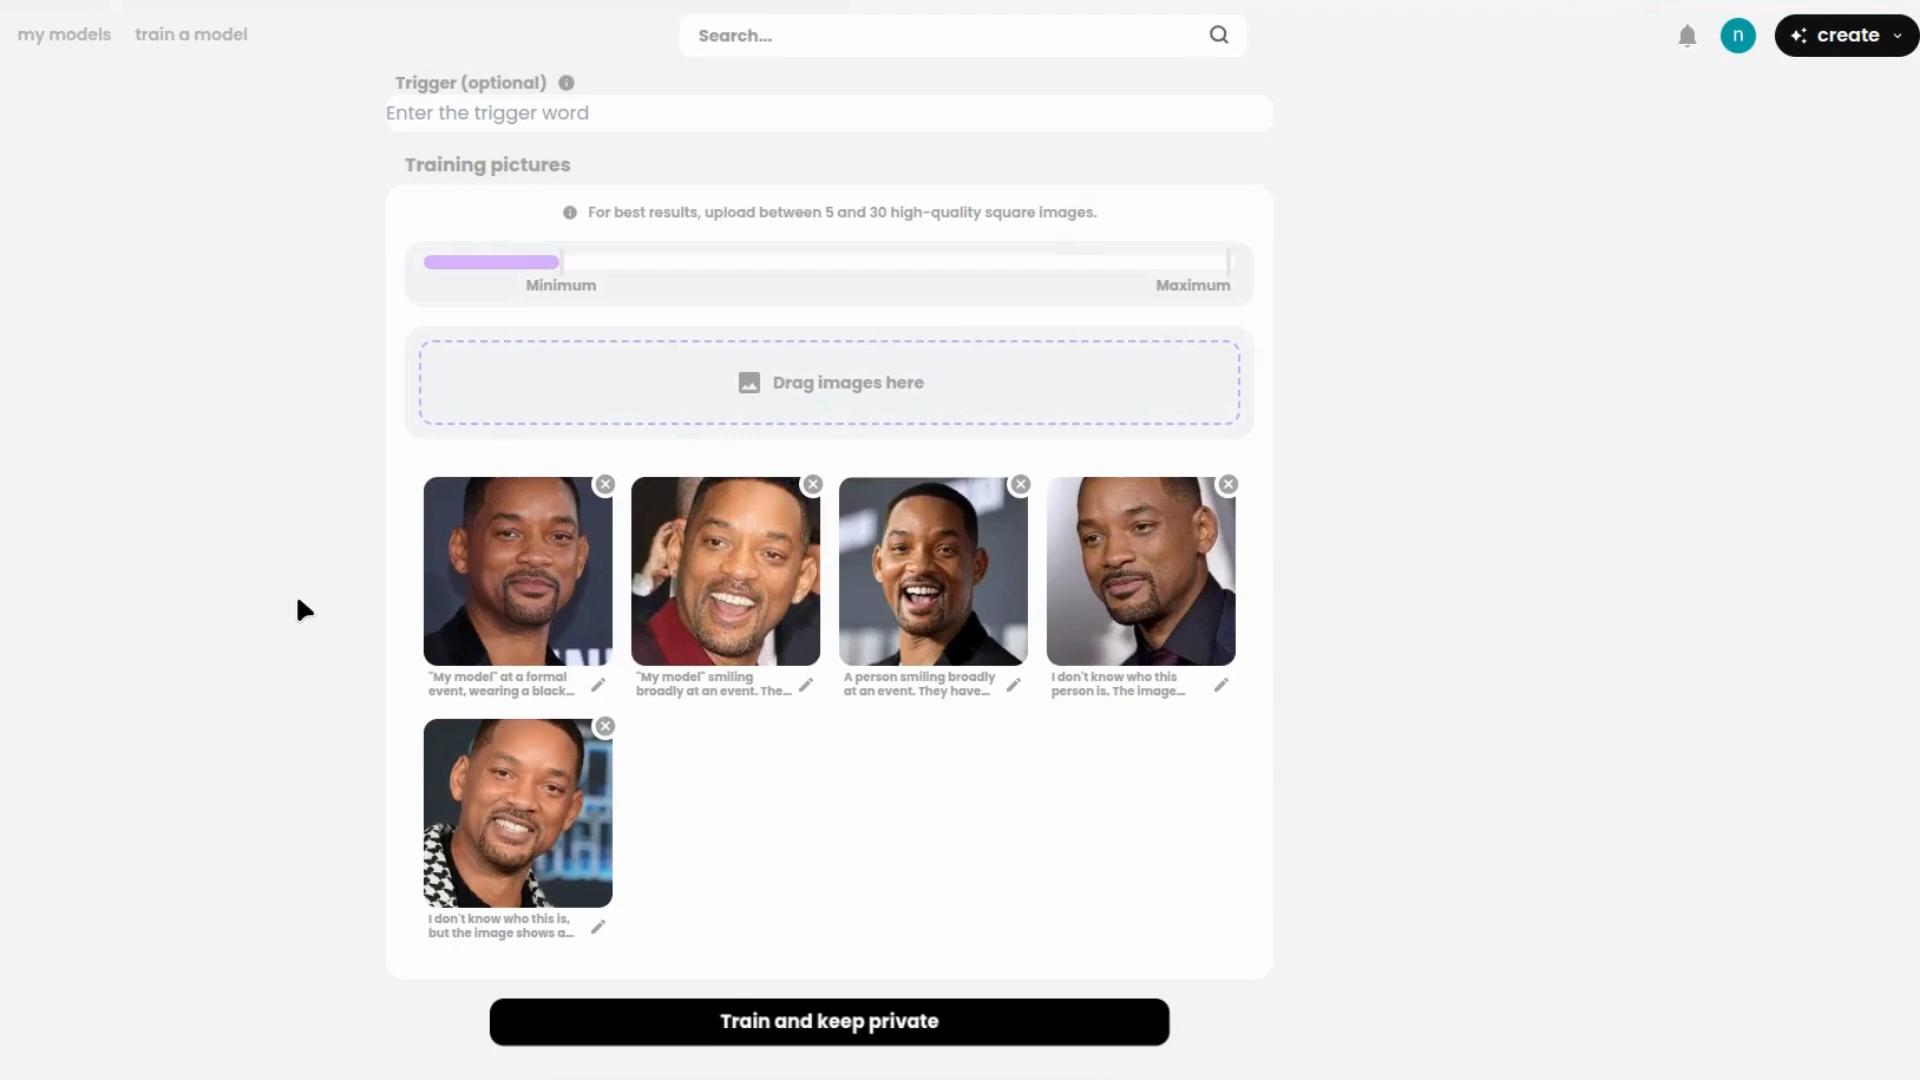 my models
train a model
Search...
n
create
Trigger (optional)
Enter the trigger word
Training pictures
For best results, upload between 5 and 30 high-quality square images.
Minimum
Maximum
Drag images here
"My model" at a formal
event, wearing a black...
"My model" smiling
broadly at an event. The...
A person smiling broadly
at an event. They have...
I don't know who this
person is. The image...
I don't know who this is,
but the image shows a...
Train and keep private